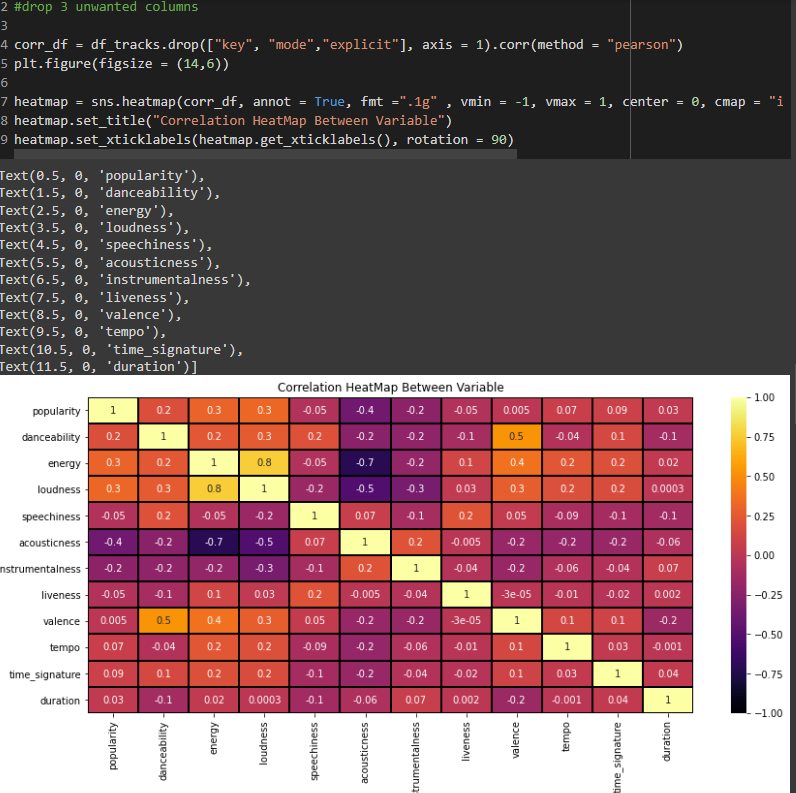 2 #drop 3 unwanted columns
3
4 corr_df = df_tracks.drop(["key", "mode","explicit"], axis = 1).corr(method = "pearson")
5 plt.figure(figsize = (14,6))
6
7 heatmap = sns.heatmap(corr_df, annot = True, fmt =".1g" , vmin = -1, vmax = 1, center = 0, cmap = "i
8 heatmap.set_title("Correlation HeatMap Between Variable")
9 heatmap.set_xticklabels(heatmap.get_xticklabels(), rotation = 90)
Text(0.5, 0, 'popularity'),
Text(1.5, 0, 'danceability'),
Text(2.5, 0, 'energy'),
Text(3.5, 0, 'loudness'),
Text(4.5, 0, 'speechiness'),
Text(5.5, 0, 'acousticness'),
Text(6.5, 0, 'instrumentalness'),
Text(7.5, 0, 'liveness'),
Text(8.5, 0, 'valence'),
Text(9.5, 0, 'tempo'),
Text(10.5, 0, 'time_signature'),
Text(11.5, 0, 'duration')]
Correlation HeatMap Between Variable
popularity 1 0.2 0.3 0.3 -0.05 -0.4 -0.2 -0.05 0.005 0.07 0.09 0.03
danceability 0.2 1 0.2 0.3 0.2 -0.2 -0.2 -0.1 0.5 -0.04 0.1 -0.1
energy 0.3 0.2 1 0.8 -0.05 -0.7 -0.2 0.1 0.4 0.2 0.2 0.02
loudness 0.3 0.3 0.8 1 -0.2 -0.5 -0.3 0.03 0.3 0.2 0.2 0.0003
speechiness -0.05 0.2 -0.05 -0.2 1 0.07 -0.1 0.2 0.05 -0.09 -0.1 -0.1
acousticness -0.4 -0.2 -0.7 -0.5 0.07 1 0.2 -0.005 -0.2 -0.2 -0.2 -0.06
nstrumentalness -0.2 -0.2 -0.2 -0.3 -0.1 0.2 1 -0.04 -0.2 -0.06 -0.04 0.07
liveness -0.05 -0.1 0.1 0.03 0.2 -0.005 -0.04 1 -3e-05 -0.01 -0.02 0.002
valence 0.005 0.5 0.4 0.3 0.05 -0.2 -0.2 -3e-05 1 0.1 0.1 -0.2
tempo 0.07 -0.04 0.2 0.2 -0.09 -0.2 -0.06 -0.01 0.1 1 0.03 -0.001
time_signature 0.09 0.1 0.2 0.2 -0.1 -0.2 -0.04 -0.02 0.1 0.03 1 0.04
duration 0.03 -0.1 0.02 0.0003 -0.1 -0.06 0.07 0.002 -0.2 -0.001 0.04 1
popularity
danceability
energy
loudness
speechiness
acousticness
strumentalness
liveness
valence
tempo
time_signature
duration
1.00
0.75
0.50
0.25
0.00
-0.25
-0.50
-0.75
-1.00